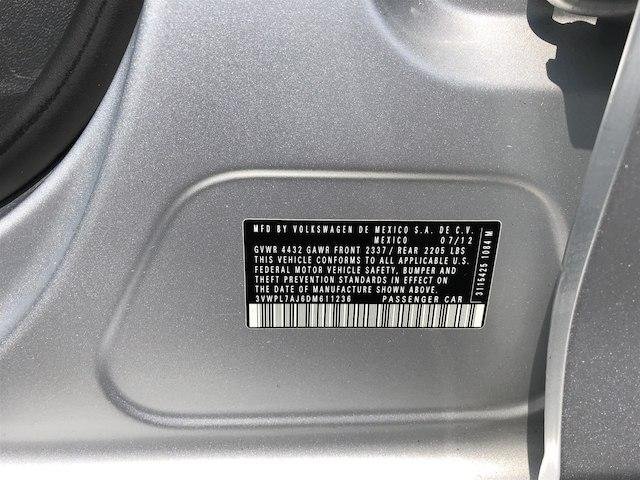 MFD BY VOLKSWAGEN DE MEXICO S.A. DE C.V.
MEXICO 07/12
GVWR 4432 GAWR FRONT 2337/ REAR 2205 LBS
THIS VEHICLE CONFORMS TO ALL APPLICABLE U.S.
FEDERAL MOTOR VEHICLE SAFETY, BUMPER AND
THEFT PREVENTION STANDARDS IN EFFECT ON
THE DATE OF MANUFACTURE SHOWN ABOVE.
3VWPL7AJ6DM611236 PASSENGER CAR
3115425 1084 M